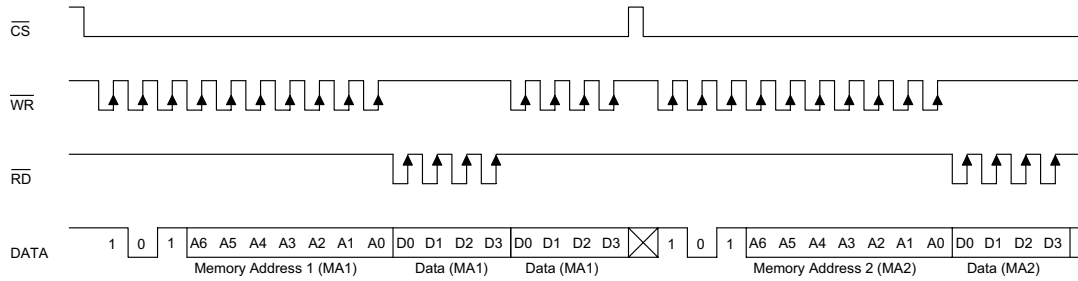 CS
WR
RD
DATA 1 0 1 A6 A5 A4 A3 A2 A1 A0 D0 D1 D2 D3 D0 D1 D2 D3 1 0 1 A6 A5 A4 A3 A2 A1 A0 D0 D1 D2 D3
Memory Address 1 (MA1) Data (MA1) Data (MA1) Memory Address 2 (MA2) Data (MA2)